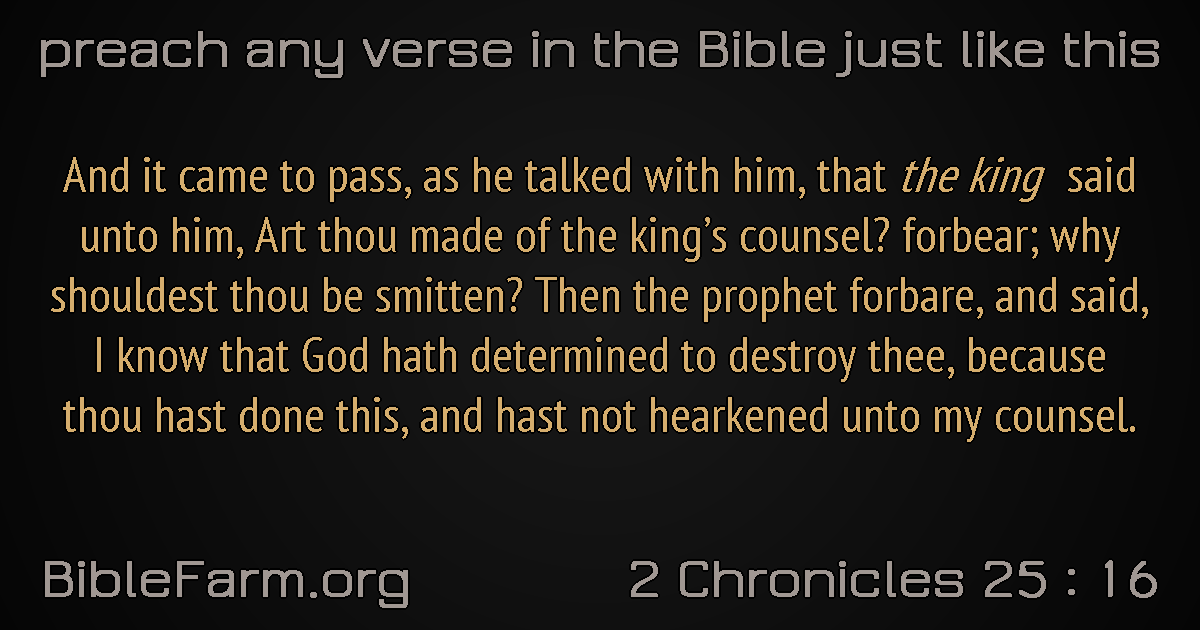 preach any verse in the Bible just like this
And it came to pass, as he talked with him, that the king said
unto him, Art thou made of the king’s counsel? forbear; why
shouldest thou be smitten? Then the prophet forbare, and said,
I know that God hath determined to destroy thee, because
thou hast done this, and hast not hearkened unto my counsel.
BibleFarm.org
2 Chronicles 25 : 16